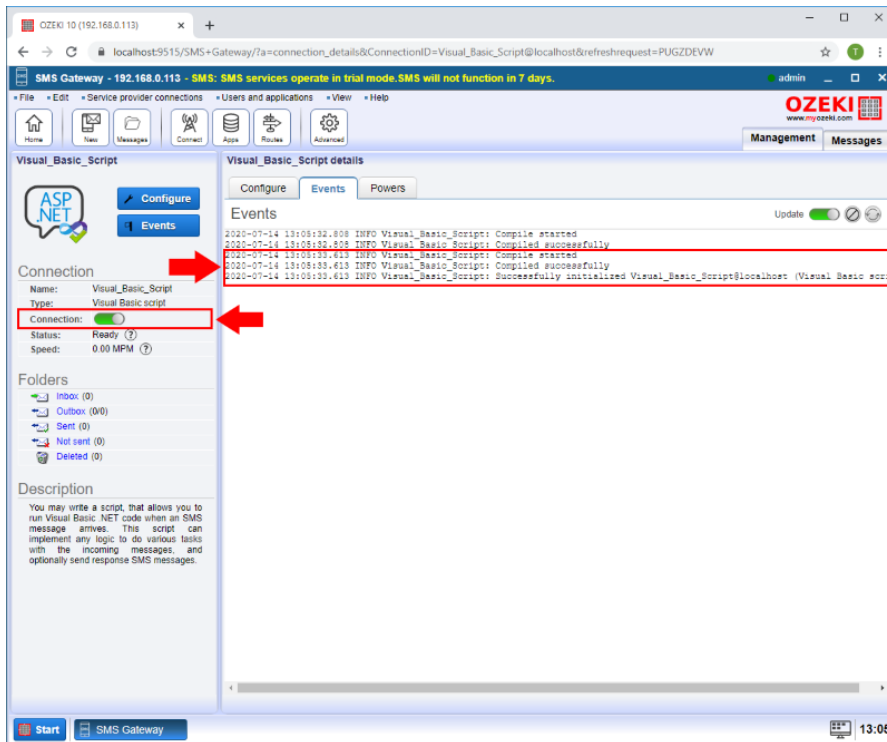 OZEKI 10 (192.168.0.113)
localhost:9515/SMS+Gateway/?a=connection_details&ConnectionID=Visual_Basic_Script@localhost&refreshrequest=PUGZDEVW
T
SMS Gateway - 192.168.0.113 - SMS: SMS services operate in trial mode.SMS will not function in 7 days.
admin
File Edit Service provider connections Users and applications View Help
OZEKI
www.myozeki.com
Home New Messages Connect Apps Routes Advanced
Management Messages
Visual_Basic_Script
Visual_Basic_Script details
ASP
.NET
Configure
Events
Configure Events Powers
Events
Update
2020-07-14 13:05:32.808 INFO Visual_Basic_Script: Compile started
2020-07-14 13:05:32.808 INFO Visual_Basic_Script: Compiled successfully
2020-07-14 13:05:33.613 INFO Visual_Basic_Script: Compile started
2020-07-14 13:05:33.613 INFO Visual_Basic_Script: Compiled successfully
2020-07-14 13:05:33.613 INFO Visual_Basic_Script: Successfully initialized Visual_Basic_Script@localhost (Visual Basic scri
Connection
Name: Visual_Basic_Script
Type: Visual Basic script
Connection:
Status: Ready (?)
Speed: 0.00 MPM (?)
Folders
Inbox (0)
Outbox (0/0)
Sent (0)
Not sent (0)
Deleted (0)
Description
You may write a script, that allows you to
run Visual Basic .NET code when an SMS
message arrives. This script can
implement any logic to do various tasks
with the incoming messages, and
optionally send response SMS messages.
Start
SMS Gateway
13:05